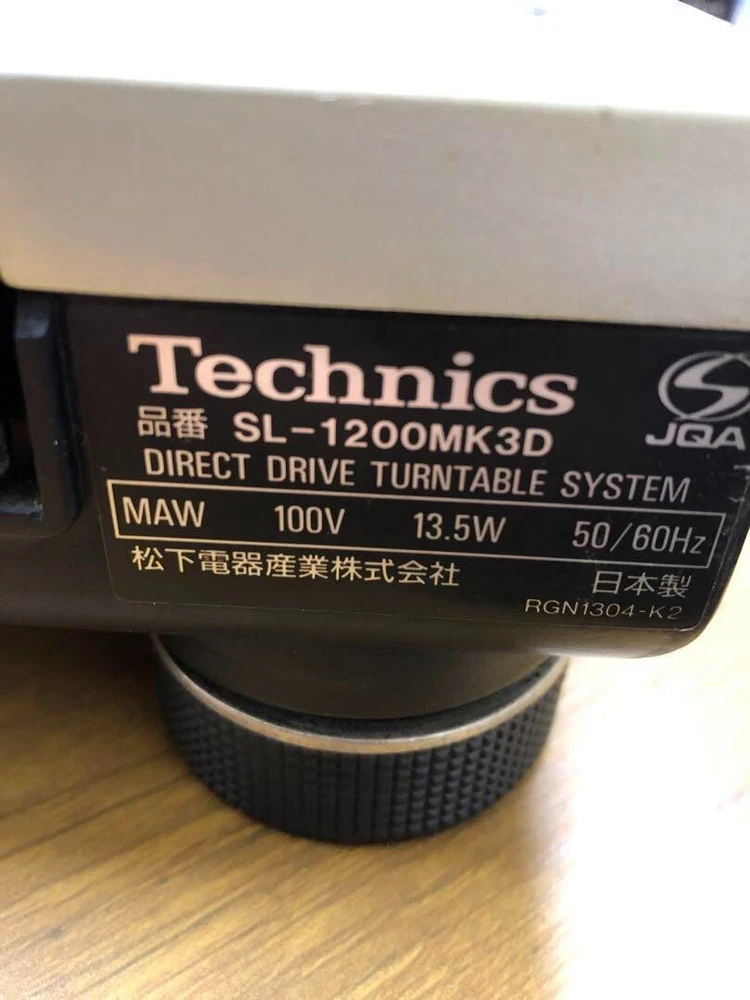 Technics
JQA
品番 SL-1200MK3D
DIRECT DRIVE TURNTABLE SYSTEM
MAW 100V 13.5W 50/60Hz
松下電器産業株式会社 日本製
RGN1304-K2